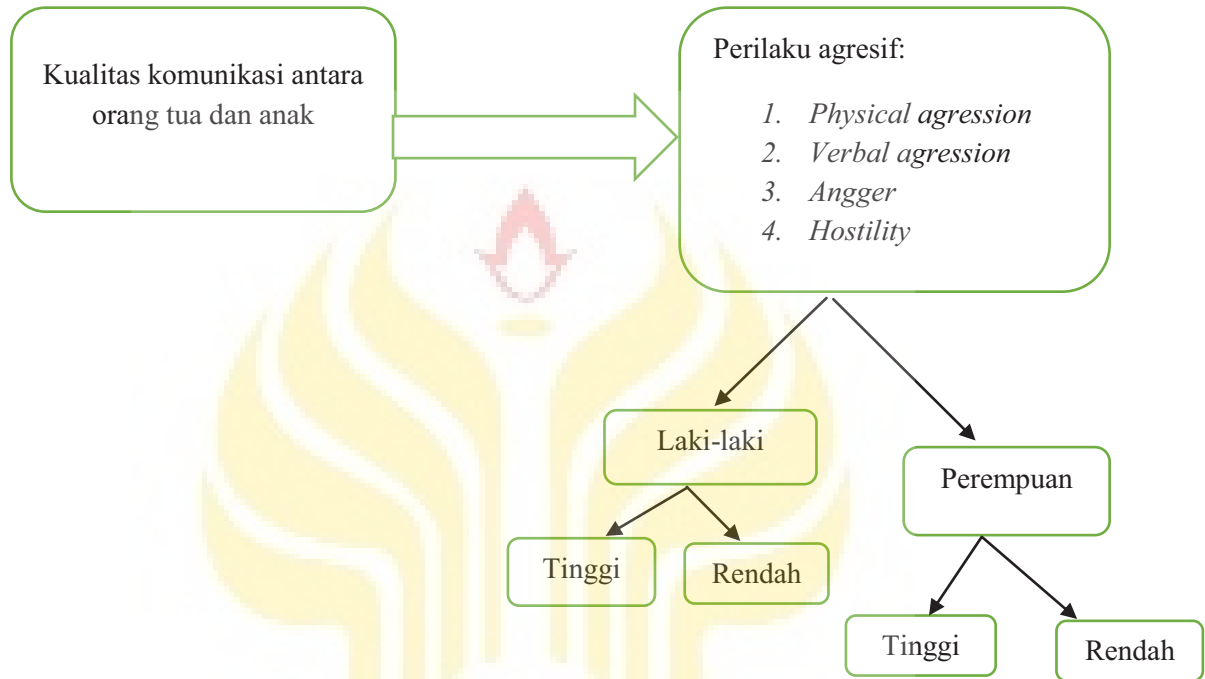 Kualitas komunikasi antara
orang tua dan anak
Perilaku agresif:
1. Physical agression
2. Verbal agression
3. Angger
4. Hostility
Laki-laki
Perempuan
Tinggi
Rendah
Tinggi
Rendah